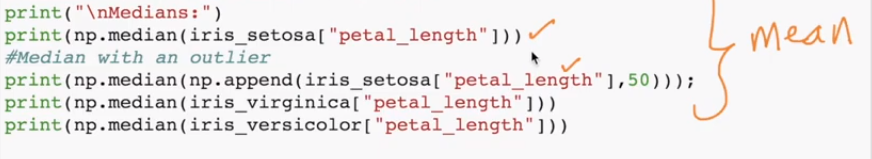 print("\nMedians:")
print(np.median(iris_setosa["petal_length"]))
#Median with an outlier
print(np.median(np.append(iris_setosa["petal_length"],50)));
print(np.median(iris_virginica["petal_length"]))
print(np.median(iris_versicolor["petal_length"]))
mean